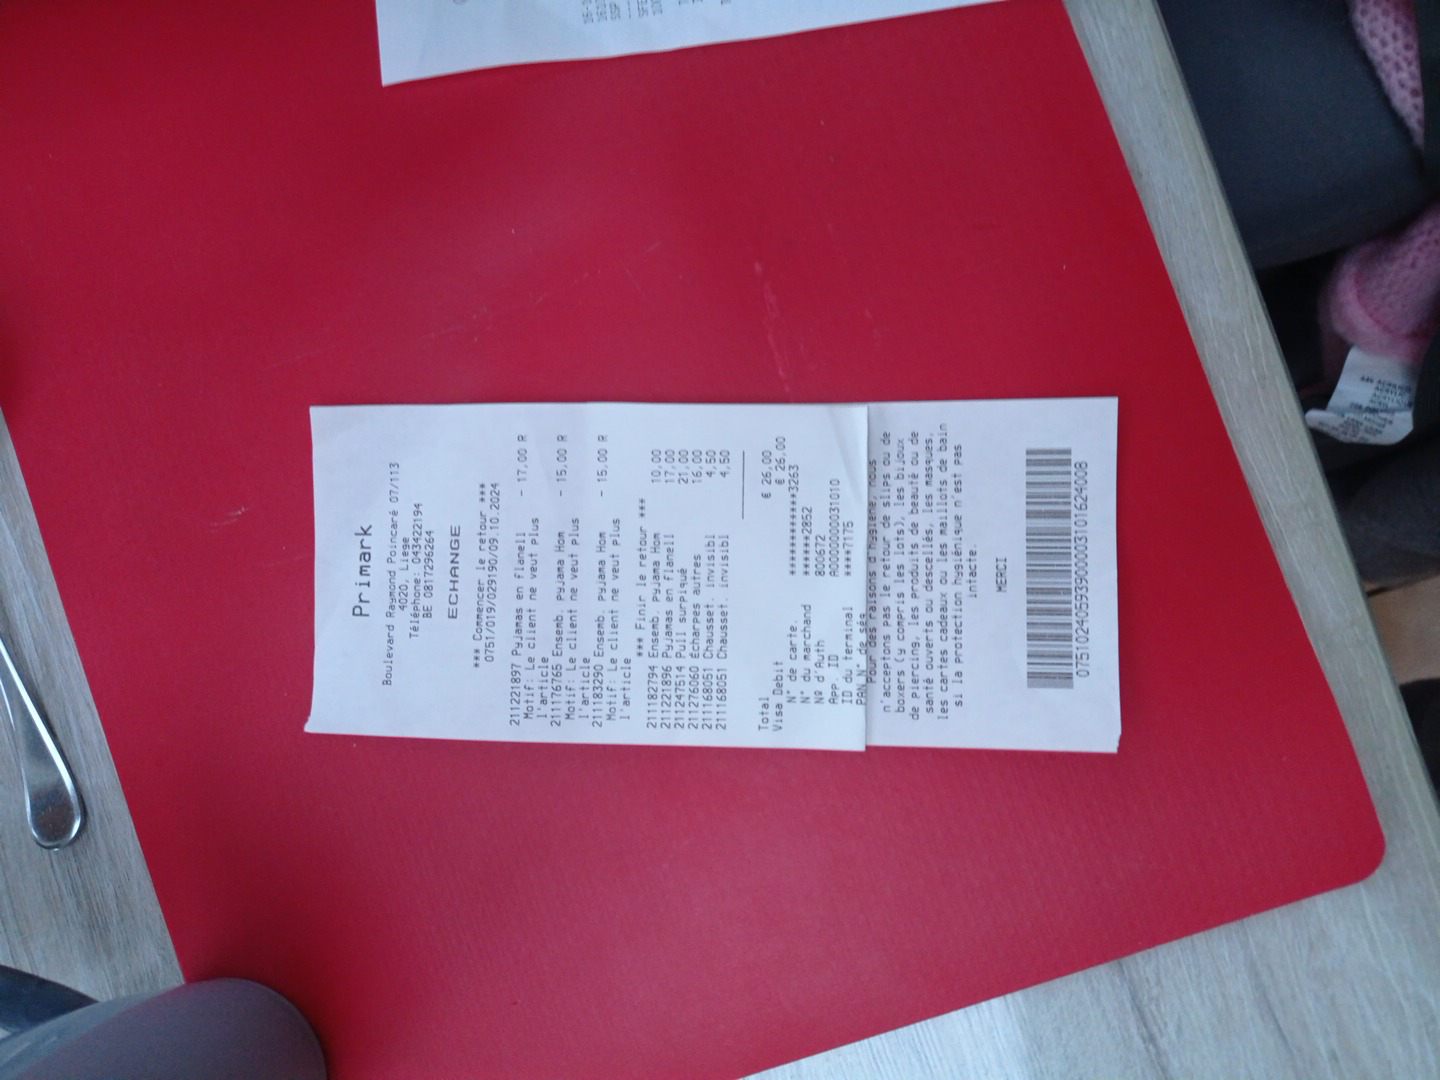 Primark
Boulevard Raymond Poincaré 07/113
4020, Liege
Téléphone: 043422194
BE 0817296264
ECHANGE
*** Commencer le retour ***
0751/019/029190/09.10.2024
211221897 Pyjamas en flanell - 17,00 R
Motif: Le client ne veut plus
l'article
211176765 Ensemb. pyjama Hom - 15,00 R
Motif: Le client ne veut plus
l'article
211183290 Ensemb. pyjama Hom - 15,00 R
Motif: Le client ne veut plus
l'article
*** Finir le retour ***
211182794 Ensemb. pyjama Hom 10,00
211221896 Pyjamas en flanell 17,00
211247514 Pull surpiqué 21,00
211276060 Écharpes autres 16,00
211168051 Chausset. invisibl 4,50
211168051 Chausset. invisibl 4,50
Total € 26,00
Visa Debit € 26,00
N° de carte. ************3263
N° du marchand ******2852
Nº d'Auth 800672
App. ID A0000000031010
ID du terminal ****7175
PAN N° de séq
Pour des raisons d'hygiène, nous
n'acceptons pas le retour de slips ou de
boxers (y compris les lots), les bijoux
de piercing, les produits de beauté ou de
santé ouverts ou descellés, les masques,
les cartes cadeaux ou les maillots de bain
si la protection hygiénique n'est pas
intacte.
MERCI